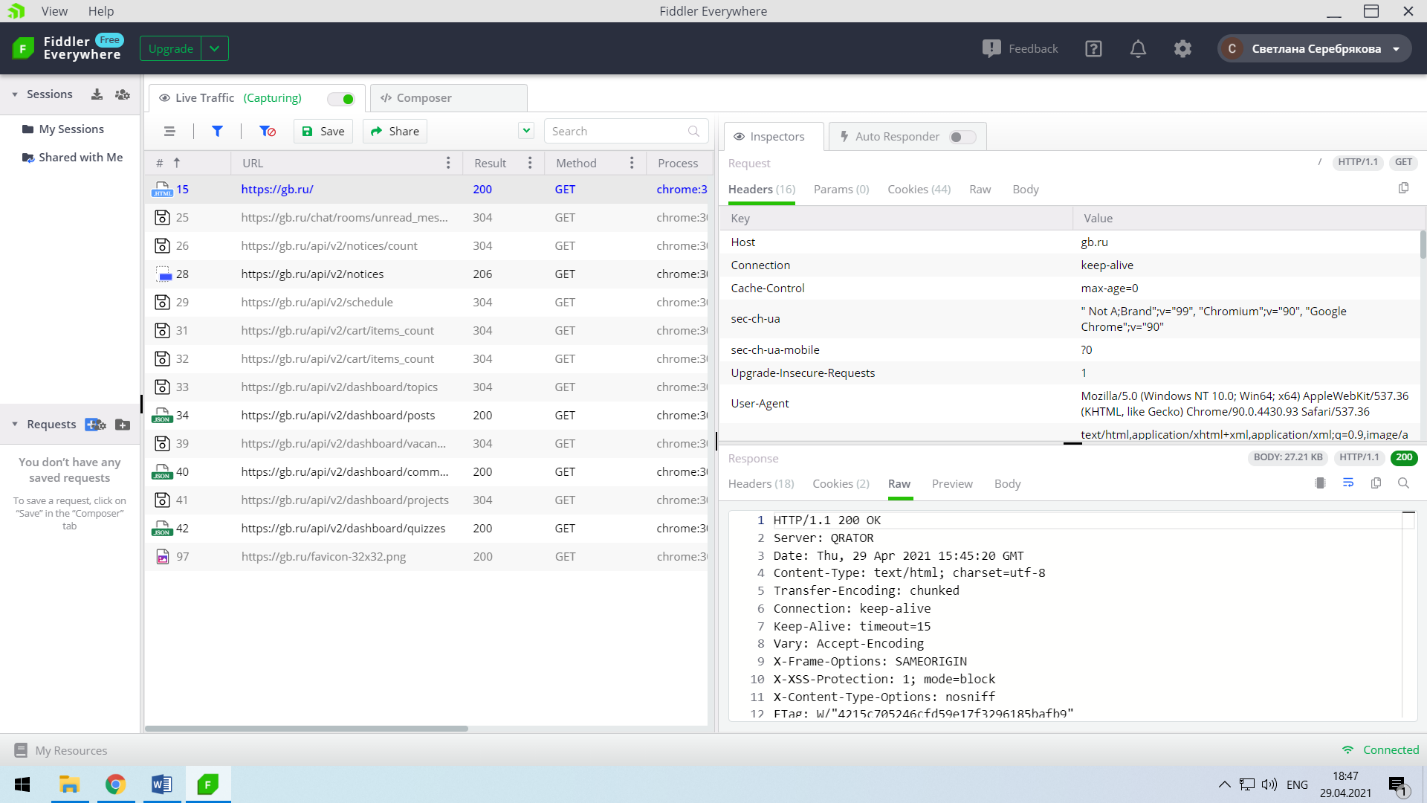 View Help Fiddler Everywhere
Fiddler Everywhere Free Upgrade Feedback С Светлана Серебрякова
Sessions
My Sessions
Shared with Me
Requests
You don't have any
saved requests
To save a request, click on
"Save" in the "Composer"
tab
Live Traffic (Capturing) Composer
Save Share Search
# URL Result Method Process
15 https://gb.ru/ 200 GET chrome:3
25 https://gb.ru/chat/rooms/unread_mes... 304 GET chrome:30
26 https://gb.ru/api/v2/notices/count 304 GET chrome:30
28 https://gb.ru/api/v2/notices 206 GET chrome:30
29 https://gb.ru/api/v2/schedule 304 GET chrome:30
31 https://gb.ru/api/v2/cart/items_count 304 GET chrome:30
32 https://gb.ru/api/v2/cart/items_count 304 GET chrome:30
33 https://gb.ru/api/v2/dashboard/topics 304 GET chrome:30
34 https://gb.ru/api/v2/dashboard/posts 200 GET chrome:30
39 https://gb.ru/api/v2/dashboard/vacan... 304 GET chrome:30
40 https://gb.ru/api/v2/dashboard/comm... 200 GET chrome:30
41 https://gb.ru/api/v2/dashboard/projects 304 GET chrome:30
42 https://gb.ru/api/v2/dashboard/quizzes 200 GET chrome:30
97 https://gb.ru/favicon-32x32.png 200 GET chrome:30
Inspectors Auto Responder
Request / HTTP/1.1 GET
Headers (16) Params (0) Cookies (44) Raw Body
Key Value
Host gb.ru
Connection keep-alive
Cache-Control max-age=0
sec-ch-ua " Not A;Brand";v="99", "Chromium";v="90", "Google
Chrome";v="90"
sec-ch-ua-mobile ?0
Upgrade-Insecure-Requests 1
User-Agent Mozilla/5.0 (Windows NT 10.0; Win64; x64) AppleWebKit/537.36
(KHTML, like Gecko) Chrome/90.0.4430.93 Safari/537.36
text/html,application/xhtml+xml,application/xml;q=0.9,image/a
Response BODY: 27.21 KB HTTP/1.1 200
Headers (18) Cookies (2) Raw Preview Body
1 HTTP/1.1 200 OK
2 Server: QRATOR
3 Date: Thu, 29 Apr 2021 15:45:20 GMT
4 Content-Type: text/html; charset=utf-8
5 Transfer-Encoding: chunked
6 Connection: keep-alive
7 Keep-Alive: timeout=15
8 Vary: Accept-Encoding
9 X-Frame-Options: SAMEORIGIN
10 X-XSS-Protection: 1; mode=block
11 X-Content-Type-Options: nosniff
12 ETag: W/"4215c705246cfd59e17f3296185bafb9"
My Resources Connected
ENG 18:47
29.04.2021 1